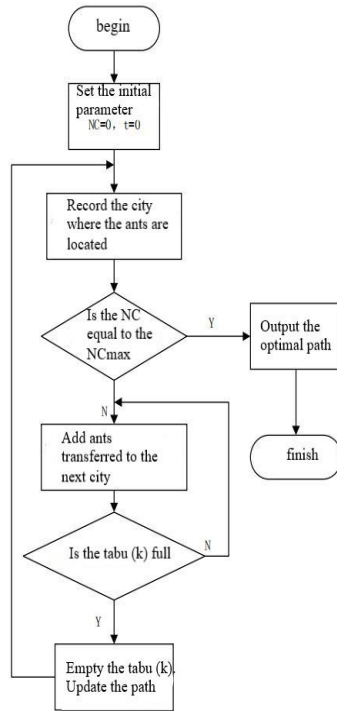 begin
Set the initial
parameter
NC=0, t=0
Record the city
where the ants are
located
Is the NC
equal to the
NCmax
Y
Output the
optimal path
N
finish
Add ants
transferred to the
next city
Is the tabu (k) full
N
Y
Empty the tabu (k).
Update the path